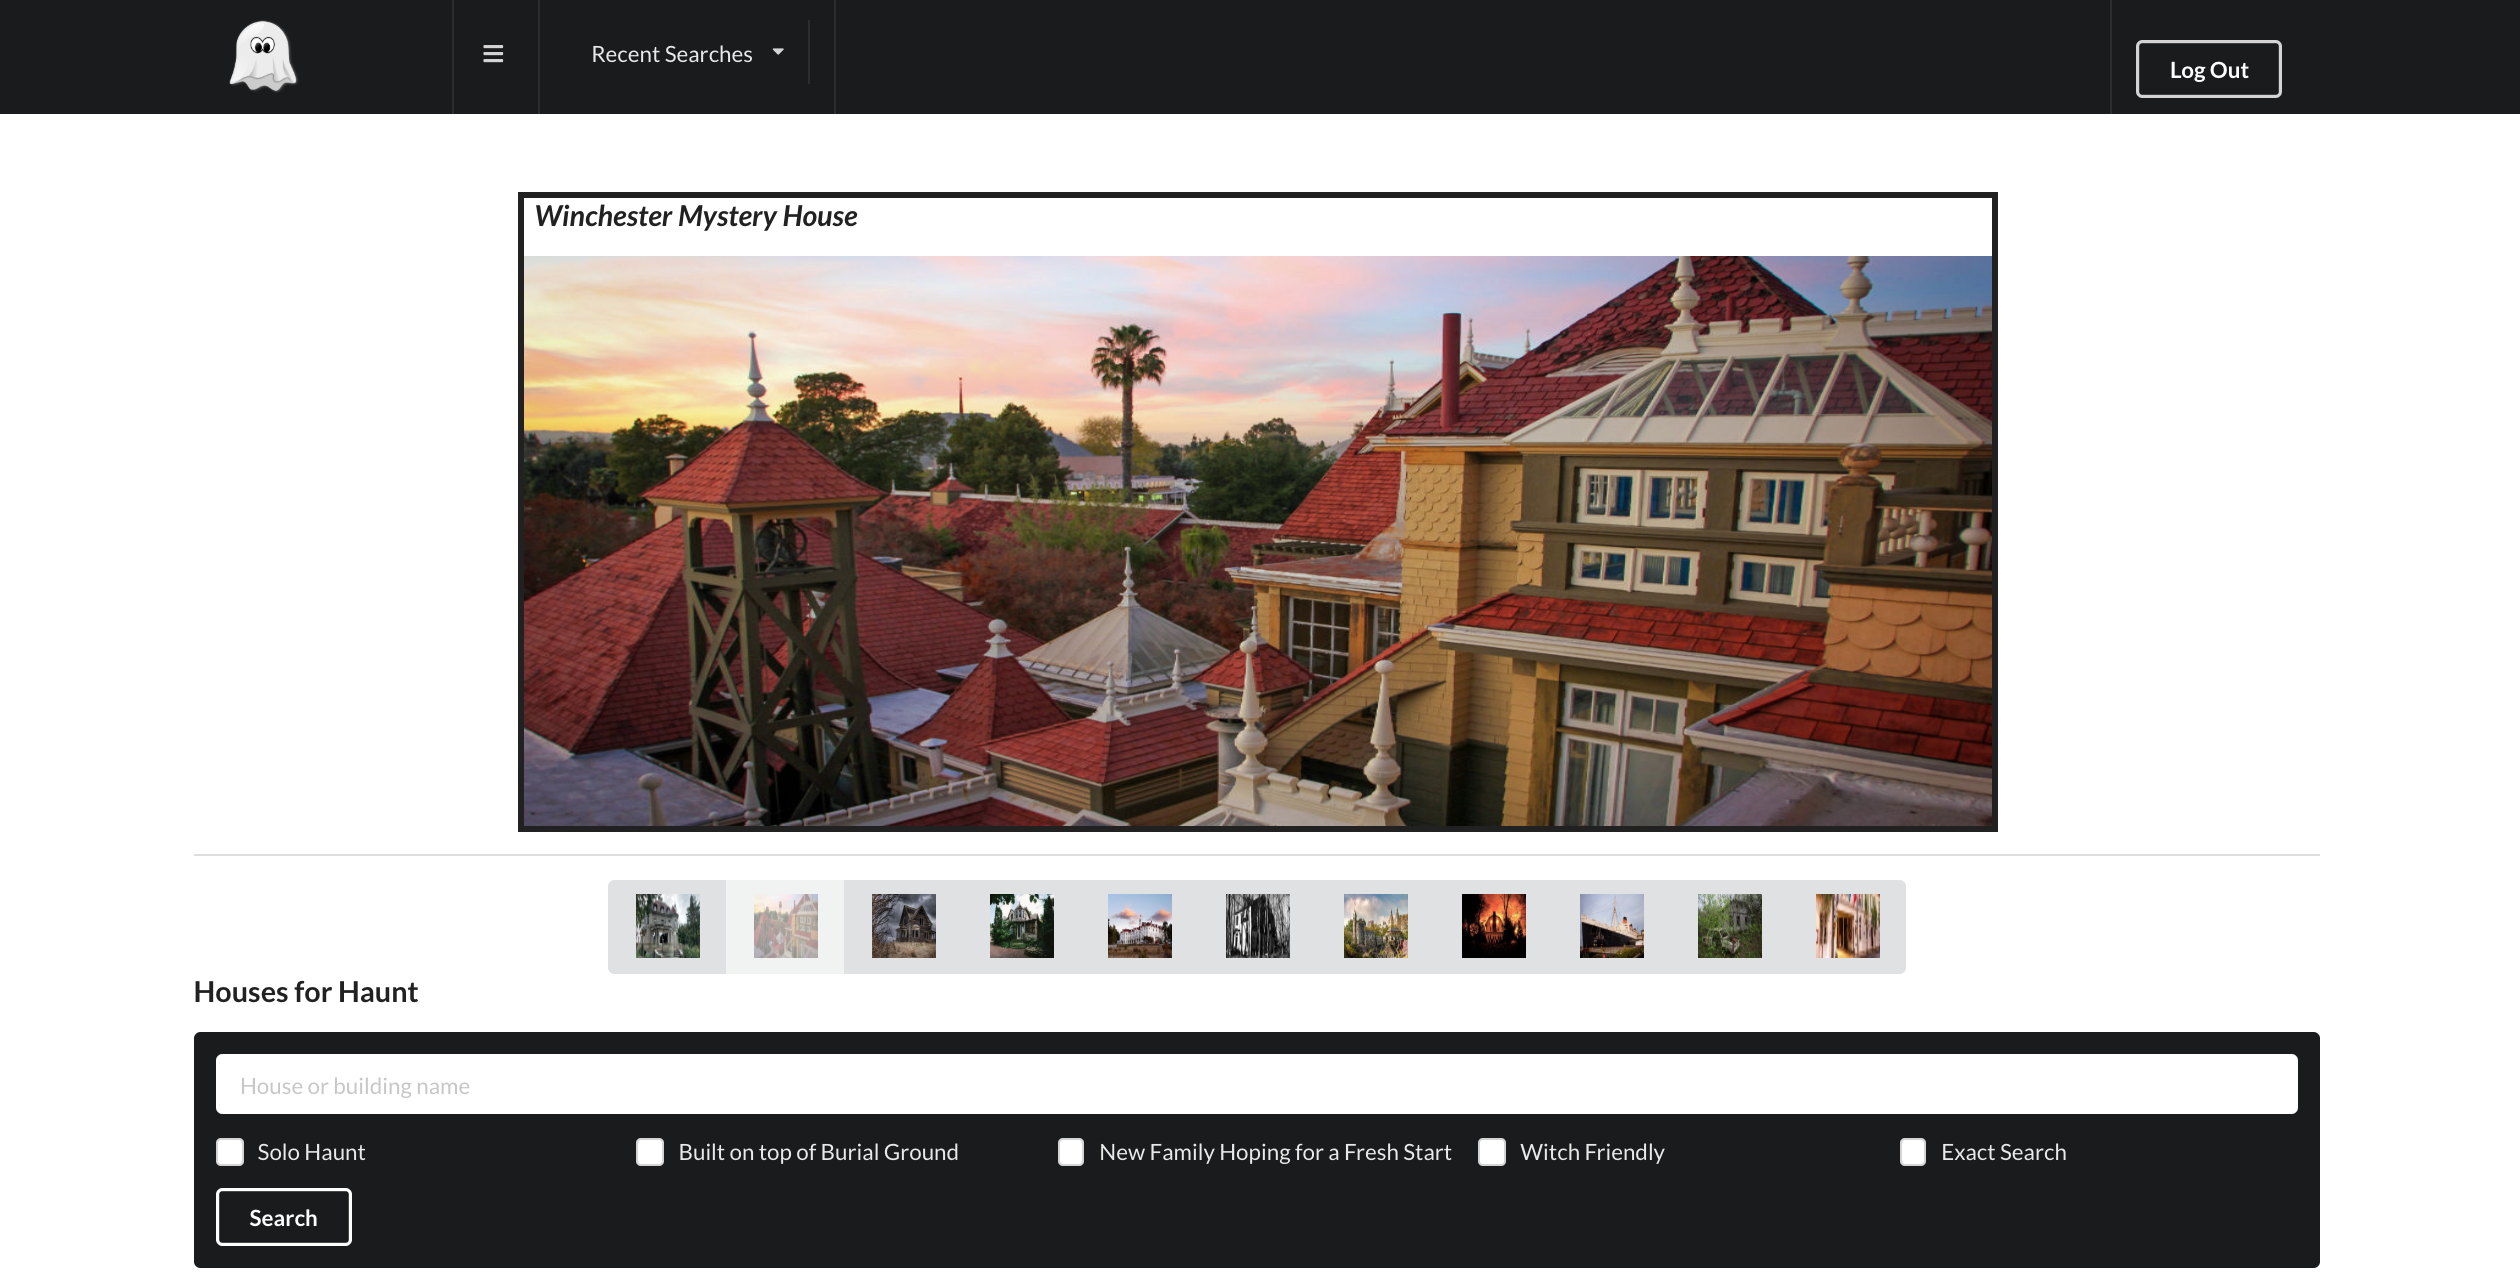 Recent Searches
Log Out
Winchester Mystery House
Houses for Haunt
House or building name
Solo Haunt
Built on top of Burial Ground
New Family Hoping for a Fresh Start
Witch Friendly
Exact Search
Search